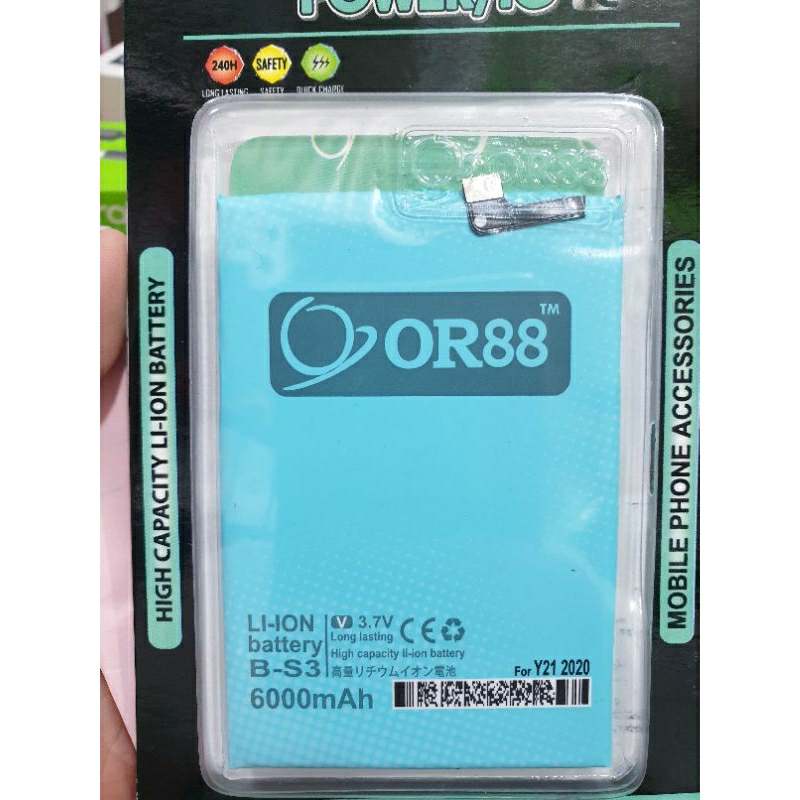 240H
SAFETY
LONG LASTING
SAFETY
QUICK CHARGE
HIGH CAPACITY LI-ION BATTERY
OR88™
MOBILE PHONE ACCESSORIES
LI-ION
battery
B-S3
6000mAh
V 3.7V
Long lasting
CE
High capacity li-ion battery
高量リチウムイオン電池
For Y21 2020